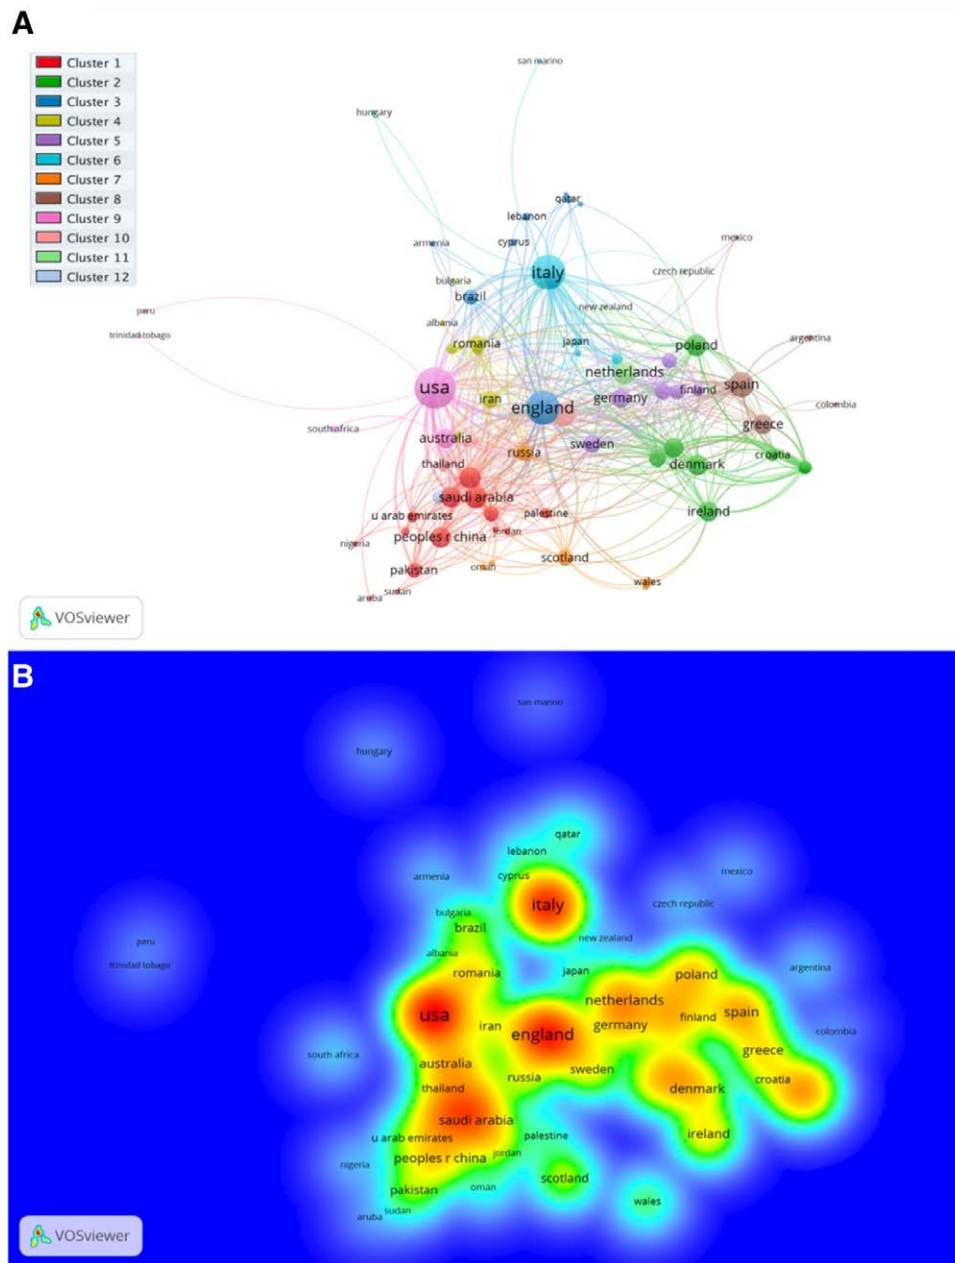 A
Cluster 1
Cluster 2
Cluster 3
Cluster 4
Cluster 5
Cluster 6
Cluster 7
Cluster 8
Cluster 9
Cluster 10
Cluster 11
Cluster 12
san marino
hungary
qatar
lebanon
armenia
cyprus
mexico
italy
czech republic
bulgaria
brazil
new zealand
peru
albania
trinidad tobago
romania
japan
poland
argentina
netherlands
usa
spain
finland
iran
germany
england
colombia
greece
south africa
australia
sweden
russia
croatia
thailand
denmark
saudi arabia
ireland
u arab emirates
palestine
jordan
peoples r china
nigeria
scotland
oman
pakistan
wales
sudan
aruba
VOSviewer
B
san marino
hungary
qatar
lebanon
mexico
armenia
cyprus
czech republic
italy
bulgaria
brazil
new zealand
peru
albania
trinidad tobago
japan
argentina
romania
poland
netherlands
spain
usa
finland
iran
germany
colombia
england
greece
south africa
australia
sweden
russia
croatia
thailand
denmark
saudi arabia
ireland
palestine
u arab emirates
jordan
peoples r china
nigeria
scotland
oman
pakistan
wales
sudan
aruba
VOSviewer